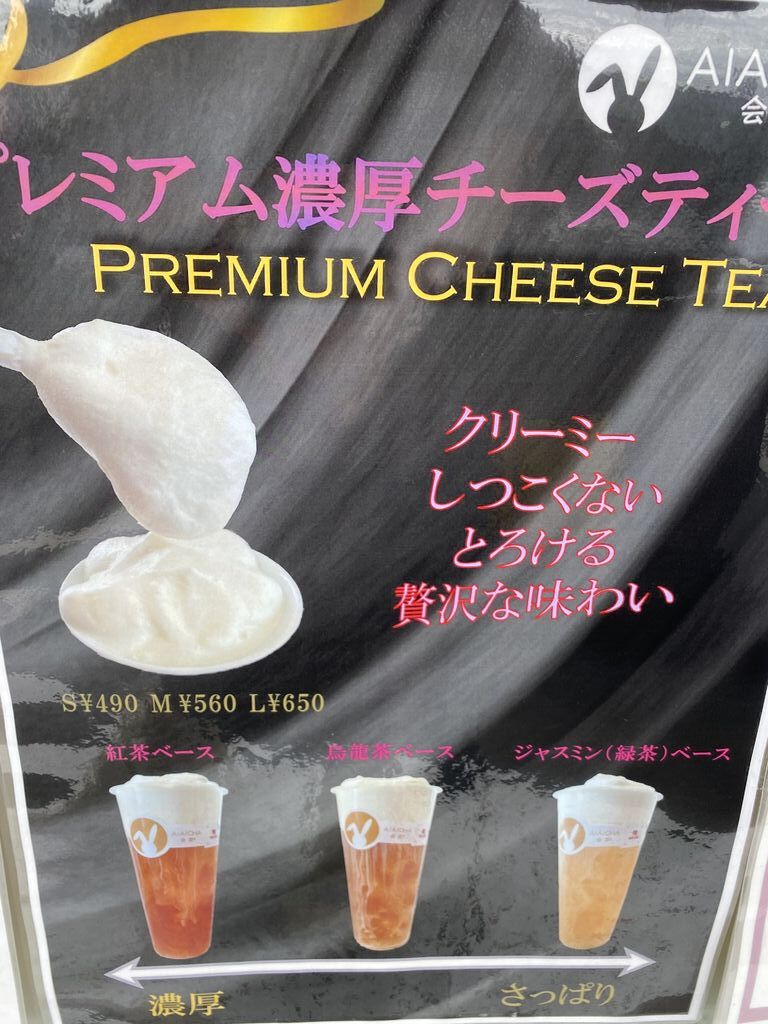 AIA
会
プレミアム濃厚チーズティ
PREMIUM CHEESE TEA
クリーミー
しつこくない
とろける
贅沢な味わい
S¥490 M ¥560 L¥650
紅茶ベース 烏龍茶ベース ジャスミン(緑茶)ベース
AIAICHA AIAICHA AIAICHA
濃厚 さっぱり